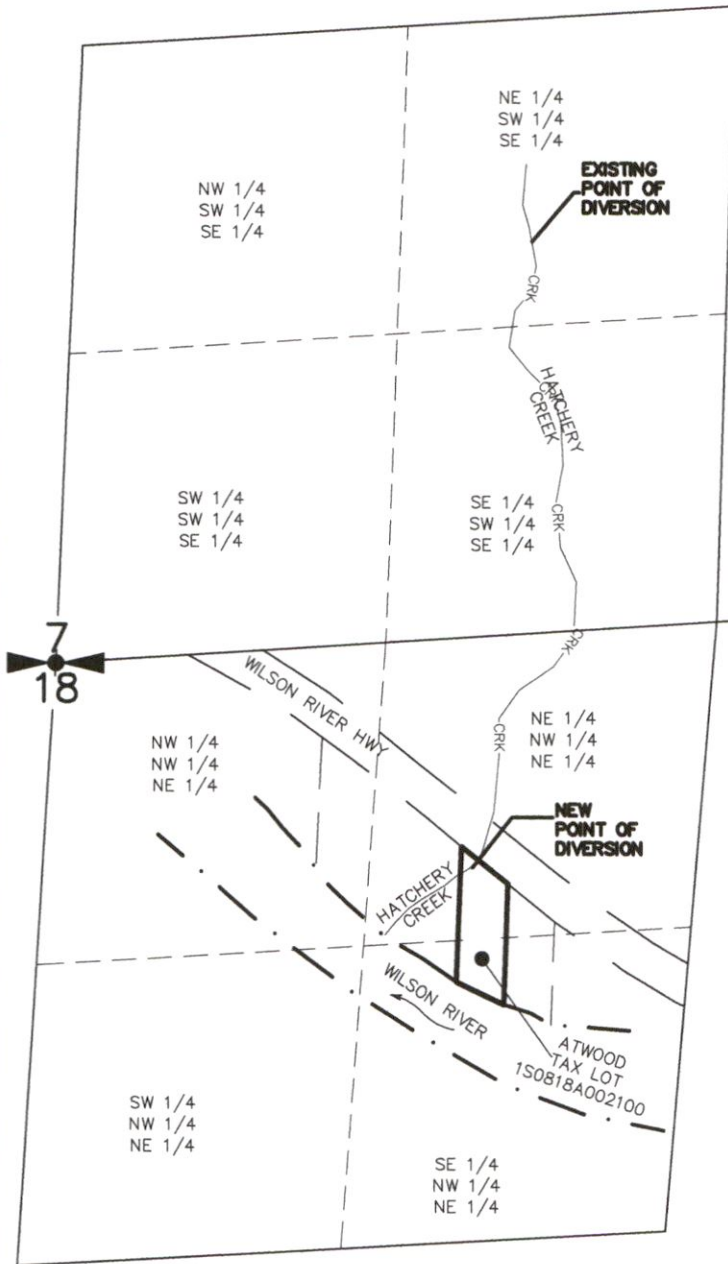 NE 1/4
SW 1/4
SE 1/4
EXISTING
POINT OF
DIVERSION
NW 1/4
SW 1/4
SE 1/4
CRK
HATCHERY
CREEK
CRK
SW 1/4
SW 1/4
SE 1/4
SE 1/4
SW 1/4
SE 1/4
CRK
7
18
CRK
WILSON RIVER HWY
NW 1/4
NW 1/4
NE 1/4
NE 1/4
NW 1/4
NE 1/4
CRK
NEW
POINT OF
DIVERSION
HATCHERY
CREEK
WILSON RIVER
ATWOOD
TAX LOT
1S0818A002100
SW 1/4
NW 1/4
NE 1/4
SE 1/4
NW 1/4
NE 1/4